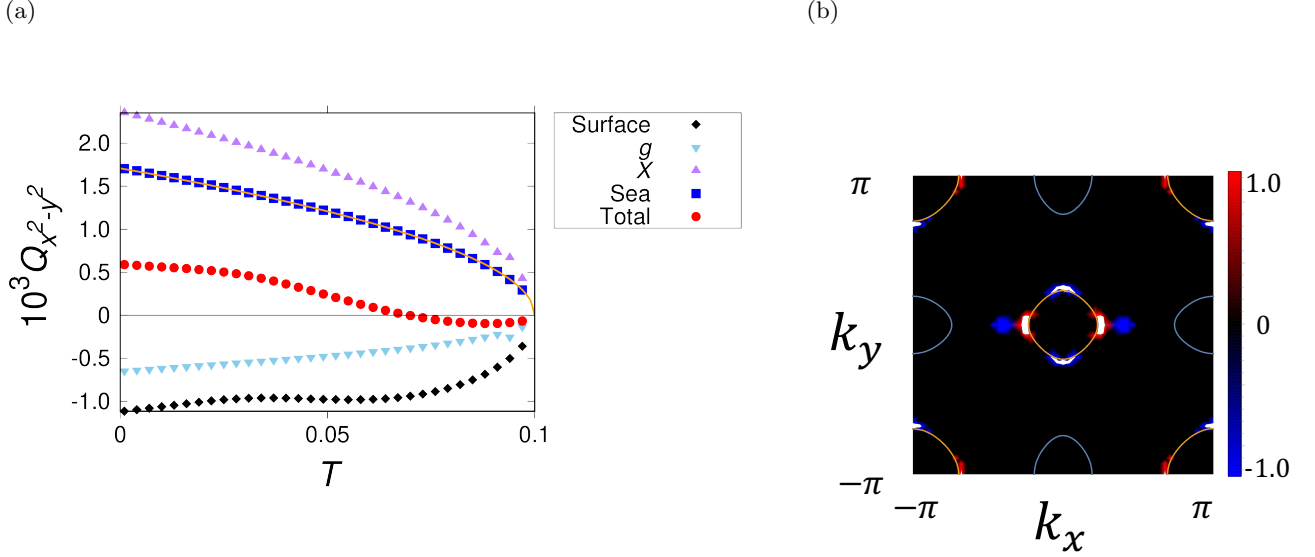 (a)
(b)
10³Q_{x²-y²}
2.0
1.5
1.0
0.5
0
-0.5
-1.0
0
0.05
0.1
T
Surface
g
X
Sea
Total
π
k_y
-π
-π
k_x
π
1.0
0
-1.0